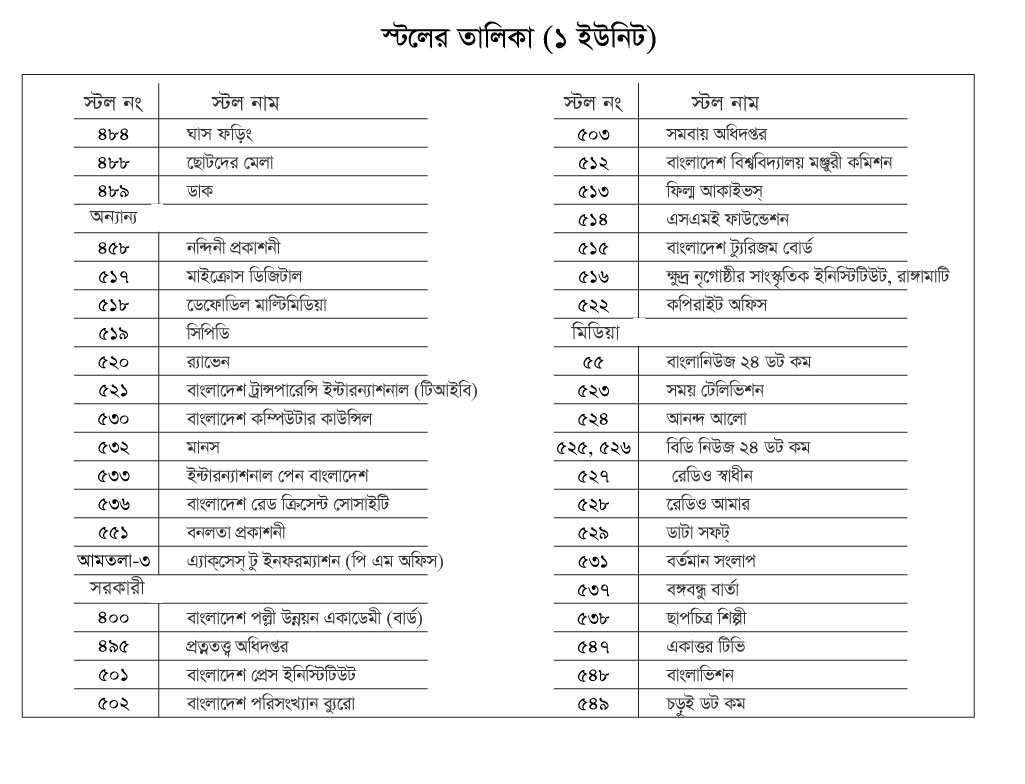 স্টলের তালিকা (১ ইউনিট)
স্টল নং স্টল নাম
৪৮৪ ঘাস ফড়িং
৪৮৮ ছোটদের মেলা
৪৮৯ ডাক
অন্যান্য
৪৫৮ নন্দিনী প্রকাশনী
৫১৭ মাইক্রোস ডিজিটাল
৫১৮ ডেফোডিল মাল্টিমিডিয়া
৫১৯ সিপিডি
৫২০ র‍্যাভেন
৫২১ বাংলাদেশ ট্রান্সপারেন্সি ইন্টারন্যাশনাল (টিআইবি)
৫৩০ বাংলাদেশ কম্পিউটার কাউন্সিল
৫৩২ মানস
৫৩৩ ইন্টারন্যাশনাল পেন বাংলাদেশ
৫৩৬ বাংলাদেশ রেড ক্রিসেন্ট সোসাইটি
৫৫১ বনলতা প্রকাশনী
আমতলা-৩ এ্যাক্‌সেস্‌ টু ইনফরম্যাশন (পি এম অফিস)
সরকারী
৪০০ বাংলাদেশ পল্লী উন্নয়ন একাডেমী (বার্ড)
৪৯৫ প্রত্নতত্ত্ব অধিদপ্তর
৫০১ বাংলাদেশ প্রেস ইনিস্টিটিউট
৫০২ বাংলাদেশ পরিসংখ্যান ব্যুরো
স্টল নং স্টল নাম
৫০৩ সমবায় অধিদপ্তর
৫১২ বাংলাদেশ বিশ্ববিদ্যালয় মঞ্জুরী কমিশন
৫১৩ ফিল্ম আকাইভস্‌
৫১৪ এসএমই ফাউন্ডেশন
৫১৫ বাংলাদেশ ট্যুরিজম বোর্ড
৫১৬ ক্ষুদ্র নৃগোষ্ঠীর সাংস্কৃতিক ইনিস্টিটিউট, রাঙ্গামাটি
৫২২ কপিরাইট অফিস
মিডিয়া
৫৫ বাংলানিউজ ২৪ ডট কম
৫২৩ সময় টেলিভিশন
৫২৪ আনন্দ আলো
৫২৫, ৫২৬ বিডি নিউজ ২৪ ডট কম
৫২৭ রেডিও স্বাধীন
৫২৮ রেডিও আমার
৫২৯ ডাটা সফট্‌
৫৩১ বর্তমান সংলাপ
৫৩৭ বঙ্গবন্ধু বার্তা
৫৩৮ ছাপচিত্র শিল্পী
৫৪৭ একাত্তর টিভি
৫৪৮ বাংলাভিশন
৫৪৯ চড়ুই ডট কম